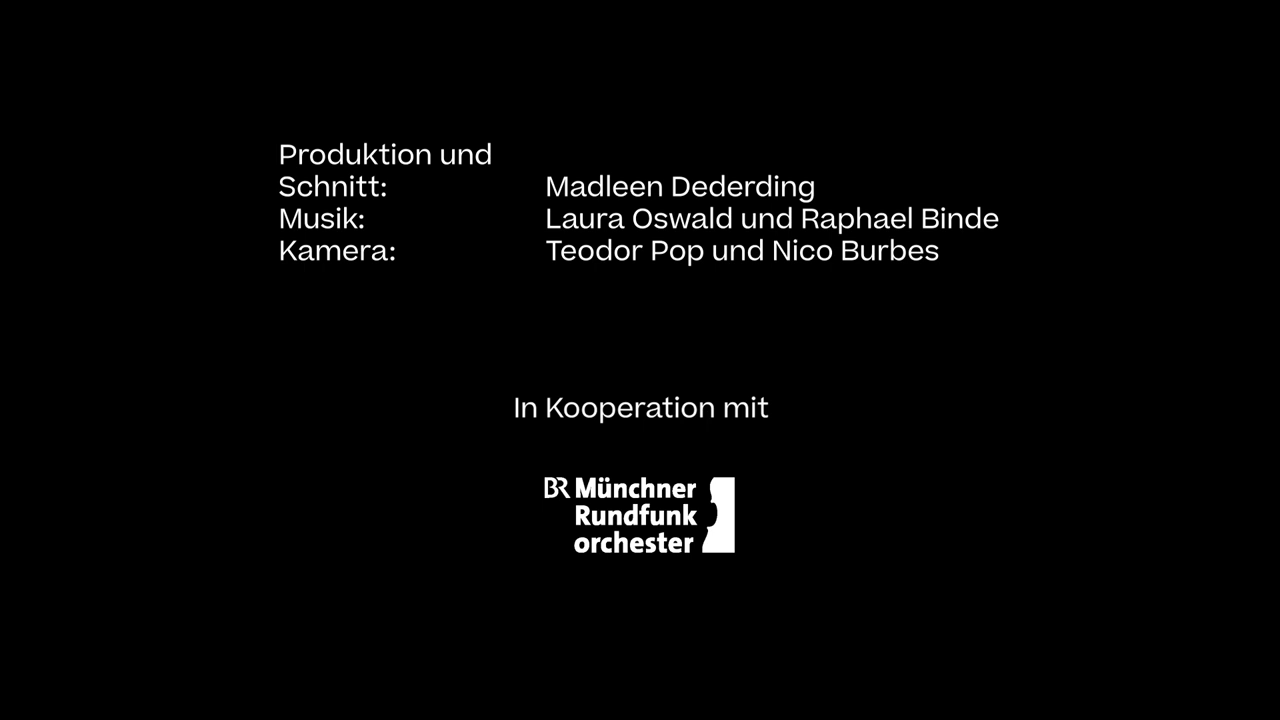 Produktion und
Schnitt: Madleen Dederding
Musik: Laura Oswald und Raphael Binde
Kamera: Teodor Pop und Nico Burbes
In Kooperation mit
BR Münchner
Rundfunk
orchester